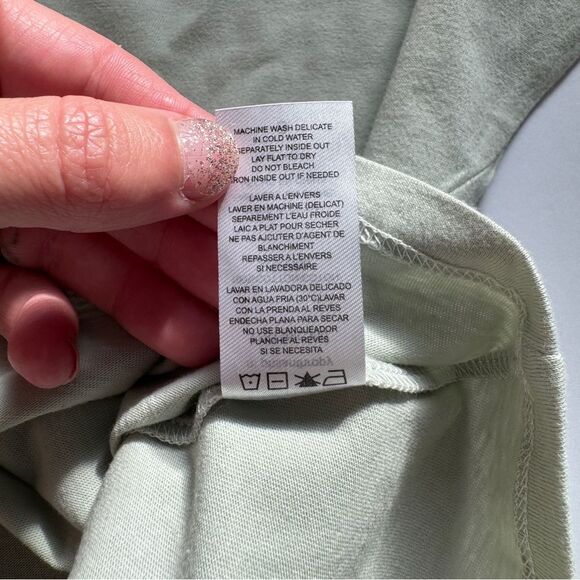 MACHINE WASH DELICATE
IN COLD WATER
SEPARATELY INSIDE OUT
LAY FLAT TO DRY
DO NOT BLEACH
IRON INSIDE OUT IF NEEDED
LAVER A L'ENVERS
LAVER EN MACHINE (DELICAT)
SEPAREMENT L'EAU FROIDE
LAIC A PLAT POUR SECHER
NE PAS AJCUTER D'AGENT DE
BLANCHIMENT
REPASSER A L'ENVERS
SI NECESSAIRE
LAVAR EN LAVADORA DELICADO
CON AGUA FRIA (30°C)LAVAR
CON LA PRENDA AL REVES
ENDECHA PLANA PARA SECAR
NO USE BLANQUEADOR
PLANCHE AL REVES
SI SE NECESITA